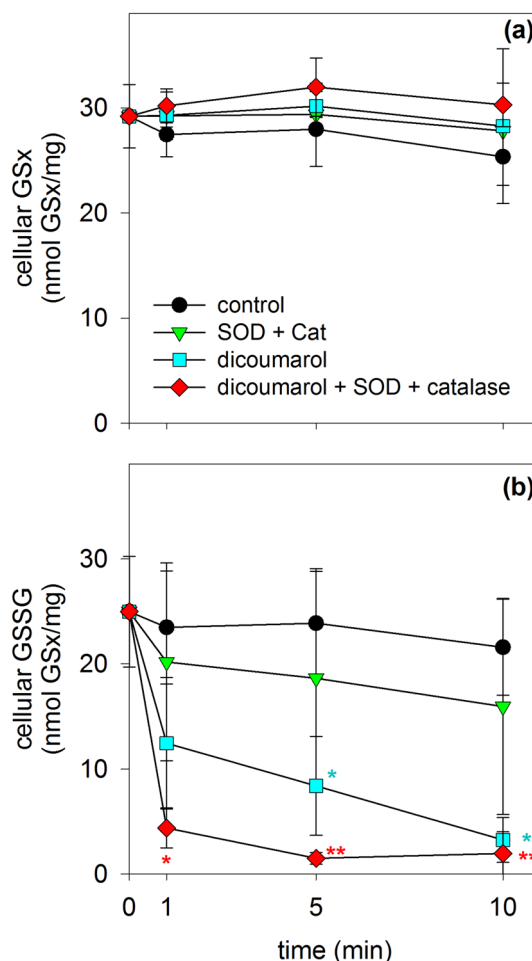 (a)
cellular GSx
(nmol GSx/mg)
30
20
10
0
control
SOD + Cat
dicoumarol
dicoumarol + SOD + catalase
(b)
cellular GSSG
(nmol GSx/mg)
30
20
10
0
*
**
*
*
**
0 1 5 10
time (min)